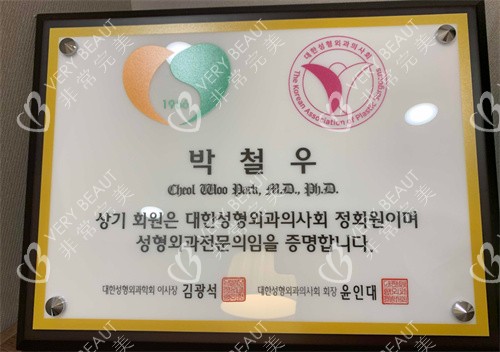 대한성형외과의사회
The Korean Association of Plastic Surgeons
박 철 우
Cheol Woo Park, M.D., Ph.D.
상기 회원은 대한성형외과의사회 정회원이며
성형외과전문의임을 증명합니다.
대한성형외과학회 이사장 김광석 대한성형외과의사회 회장 윤인대
VERY BEAUT
非常完美